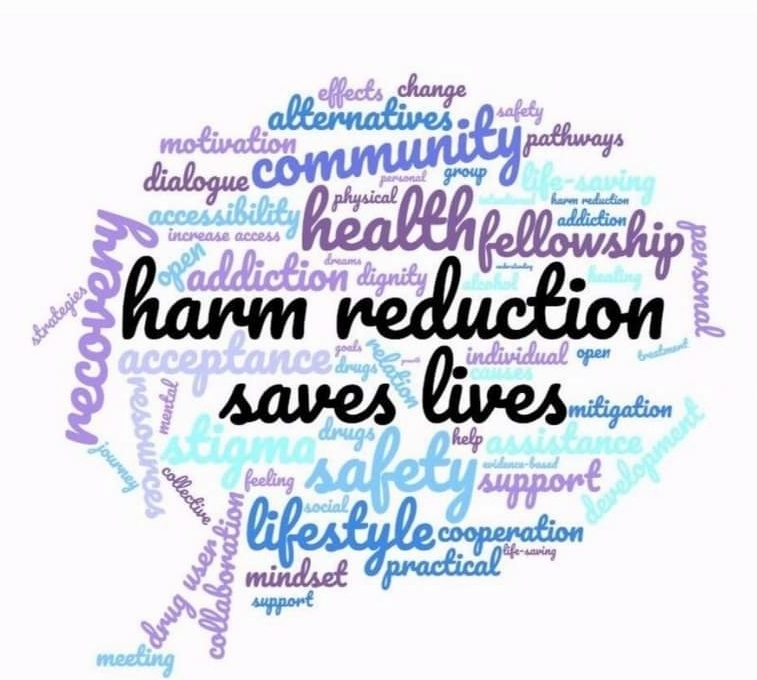 effects change
alternatives safety
motivation community pathways
dialogue personal group life-saving
physical intentional harm reduction
accessibility health addiction
increase access fellowship personal
recovery open dreams understanding
addiction dignity alcohol healing
strategies harm reduction
acceptance goals drugs relation growth individual open treatment
causes
saves lives mitigation
resources mental
stigma drugs help assistance development
journey safety evidence-based
collective feeling support
social
lifestyle cooperation
life-saving
drug user collaboration mindset practical
support
meeting